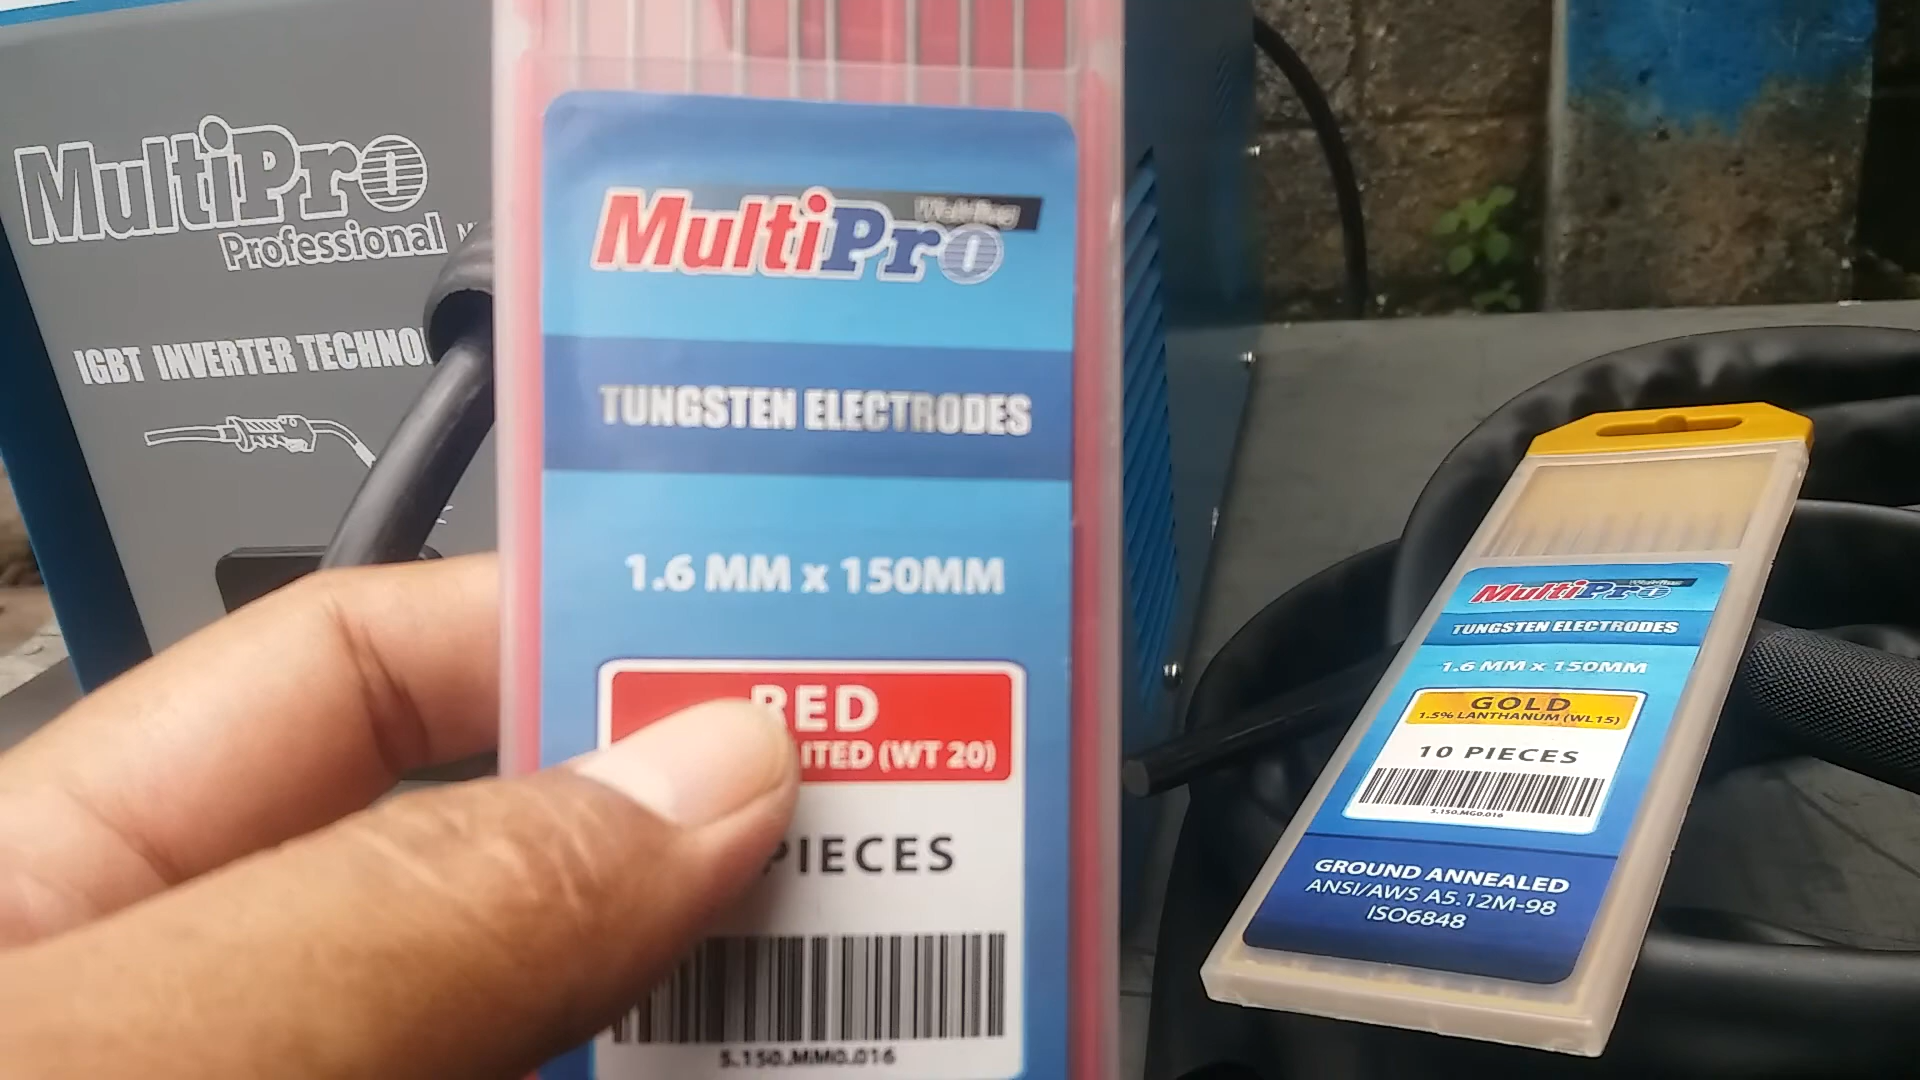 MultiPro
Professional
IGBT INVERTER TECHNO
MultiPro
TUNGSTEN ELECTRODES
1.6 MM x 150MM
RED
ITED (WT 20)
PIECES
5.150.MM0.016
MultiPro
TUNGSTEN ELECTRODES
1.6 MM x 150MM
GOLD
1.5% LANTHANUM (WL15)
10 PIECES
5.150.MG0.016
GROUND ANNEALED
ANSI/AWS A5.12M-98
ISO6848